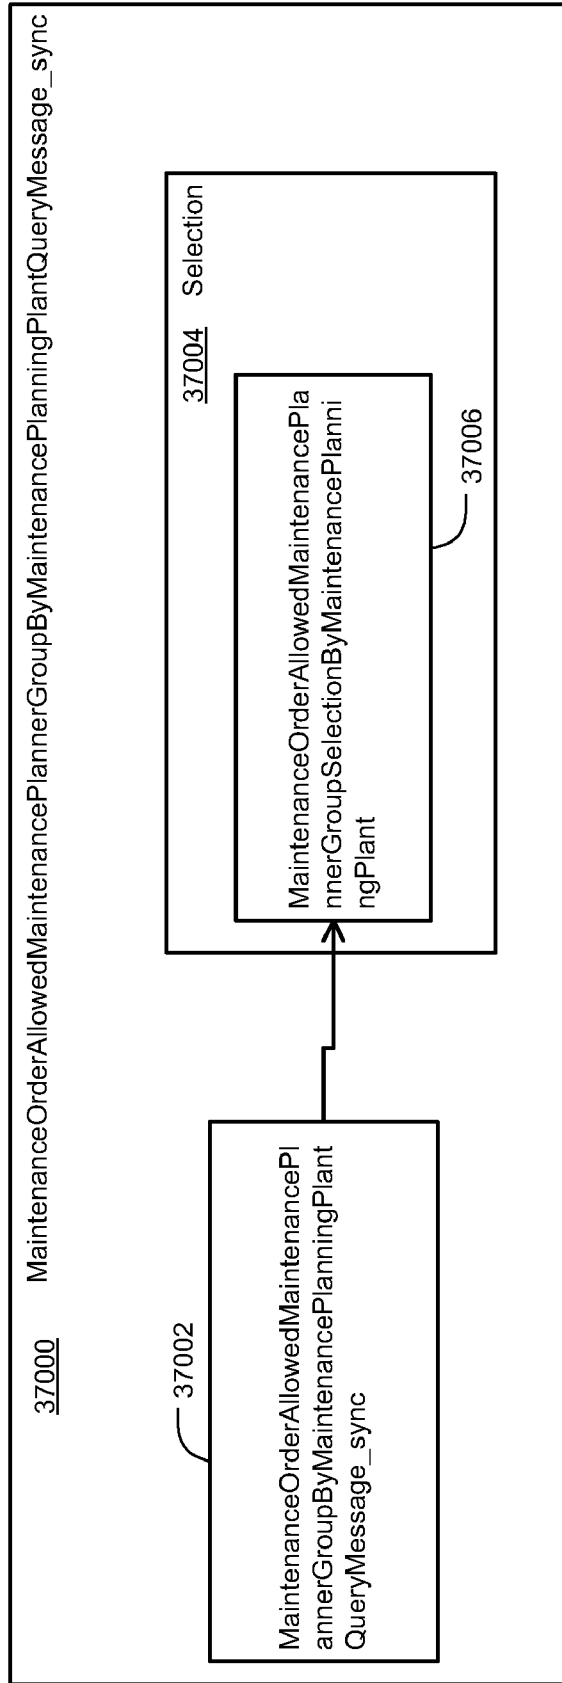 37000 MaintenanceOrderAllowedMaintenancePlannerGroupByMaintenancePlanningPlantQueryMessage_sync
37002
MaintenanceOrderAllowedMaintenancePl
annerGroupByMaintenancePlanningPlant
QueryMessage_sync
37004 Selection
MaintenanceOrderAllowedMaintenancePla
nnerGroupSelectionByMaintenancePlanni
ngPlant
37006